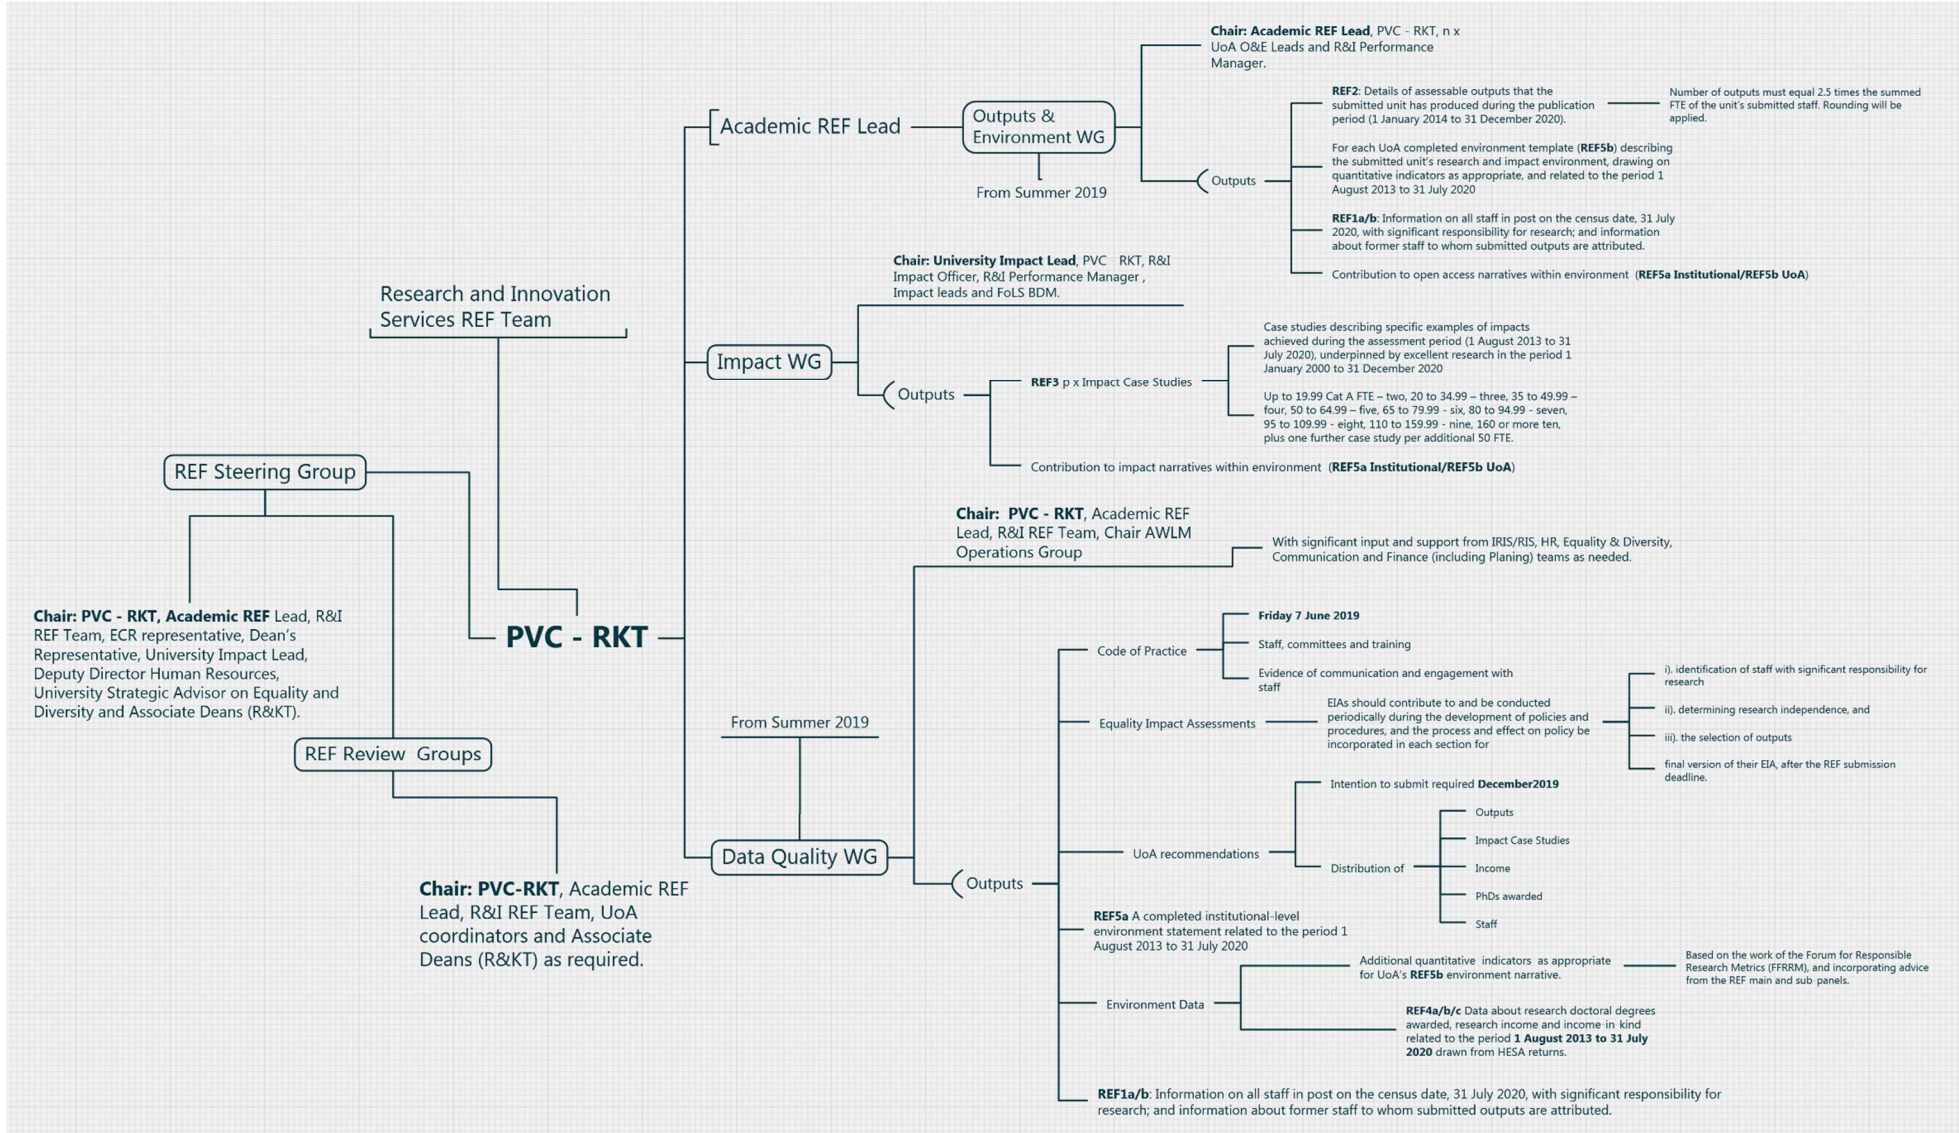 Chair: Academic REF Lead, PVC - RKT, n x
UoA O&E Leads and R&I Performance
Manager.
REF2: Details of assessable outputs that the
submitted unit has produced during the publication
period (1 January 2014 to 31 December 2020).
Number of outputs must equal 2.5 times the summed
FTE of the unit's submitted staff. Rounding will be
applied.
Academic REF Lead
Outputs &
Environment WG
From Summer 2019
Outputs
For each UoA completed environment template (REF5b) describing
the submitted unit's research and impact environment, drawing on
quantitative indicators as appropriate, and related to the period 1
August 2013 to 31 July 2020
REF1a/b: Information on all staff in post on the census date, 31 July
2020, with significant responsibility for research; and information
about former staff to whom submitted outputs are attributed.
Contribution to open access narratives within environment (REF5a Institutional/REF5b UoA)
Research and Innovation
Services REF Team
Chair: University Impact Lead, PVC RKT, R&I
Impact Officer, R&I Performance Manager ,
Impact leads and FoLS BDM.
Impact WG
Outputs
REF3 p x Impact Case Studies
Case studies describing specific examples of impacts
achieved during the assessment period (1 August 2013 to 31
July 2020), underpinned by excellent research in the period 1
January 2000 to 31 December 2020
Up to 19.99 Cat A FTE – two, 20 to 34.99 – three, 35 to 49.99 –
four, 50 to 64.99 – five, 65 to 79.99 - six, 80 to 94.99 - seven,
95 to 109.99 - eight, 110 to 159.99 - nine, 160 or more ten,
plus one further case study per additional 50 FTE.
Contribution to impact narratives within environment (REF5a Institutional/REF5b UoA)
REF Steering Group
Chair: PVC - RKT, Academic REF Lead, R&I
REF Team, ECR representative, Dean's
Representative, University Impact Lead,
Deputy Director Human Resources,
University Strategic Advisor on Equality and
Diversity and Associate Deans (R&KT).
REF Review Groups
Chair: PVC-RKT, Academic REF
Lead, R&I REF Team, UoA
coordinators and Associate
Deans (R&KT) as required.
PVC - RKT
Chair: PVC - RKT, Academic REF
Lead, R&I REF Team, Chair AWLM
Operations Group
With significant input and support from IRIS/RIS, HR, Equality & Diversity,
Communication and Finance (including Planing) teams as needed.
From Summer 2019
Data Quality WG
Outputs
Code of Practice
Friday 7 June 2019
Staff, committees and training
Evidence of communication and engagement with
staff
Equality Impact Assessments
EIAs should contribute to and be conducted
periodically during the development of policies and
procedures, and the process and effect on policy be
incorporated in each section for
i). identification of staff with significant responsibility for
research
ii). determining research independence, and
iii). the selection of outputs
final version of their EIA, after the REF submission
deadline.
UoA recommendations
Intention to submit required December2019
Distribution of
Outputs
Impact Case Studies
Income
PhDs awarded
Staff
REF5a A completed institutional-level
environment statement related to the period 1
August 2013 to 31 July 2020
Environment Data
Additional quantitative indicators as appropriate
for UoA's REF5b environment narrative.
Based on the work of the Forum for Responsible
Research Metrics (FFRRM), and incorporating advice
from the REF main and sub panels.
REF4a/b/c Data about research doctoral degrees
awarded, research income and income in kind
related to the period 1 August 2013 to 31 July
2020 drawn from HESA returns.
REF1a/b: Information on all staff in post on the census date, 31 July 2020, with significant responsibility for
research; and information about former staff to whom submitted outputs are attributed.